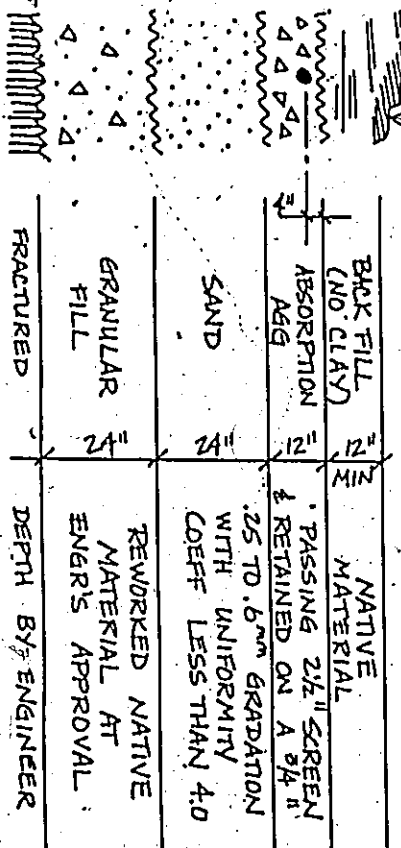 BACK FILL
(NO CLAY)
12"
MIN
NATIVE
MATERIAL
4"
ABSORPTION
AGG
12"
PASSING 2½" SCREEN
& RETAINED ON A 3/4"
SAND
24"
.25 TO .6mm GRADATION
WITH UNIFORMITY
COEFF LESS THAN 4.0
GRANULAR
FILL
24"
REWORKED NATIVE
MATERIAL AT
ENGR'S APPROVAL
FRACTURED
DEPTH BY ENGINEER